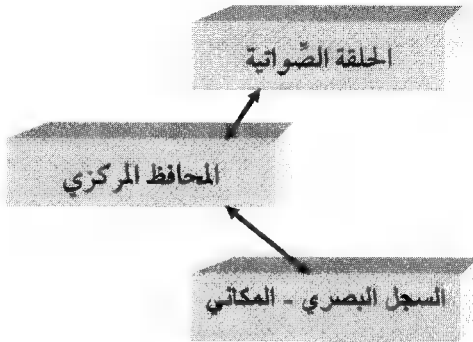 الحلقة الصّواتية
المحافظ المركزي
السجل البصري - المكاني